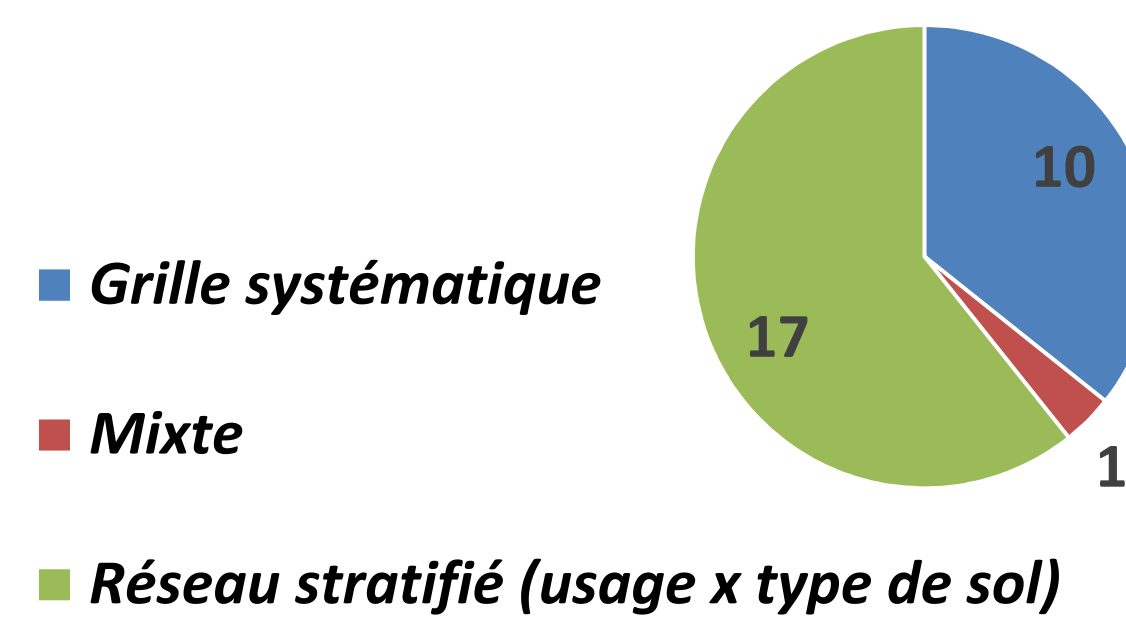 10
17
1
Grille systématique
Mixte
Réseau stratifié (usage x type de sol)